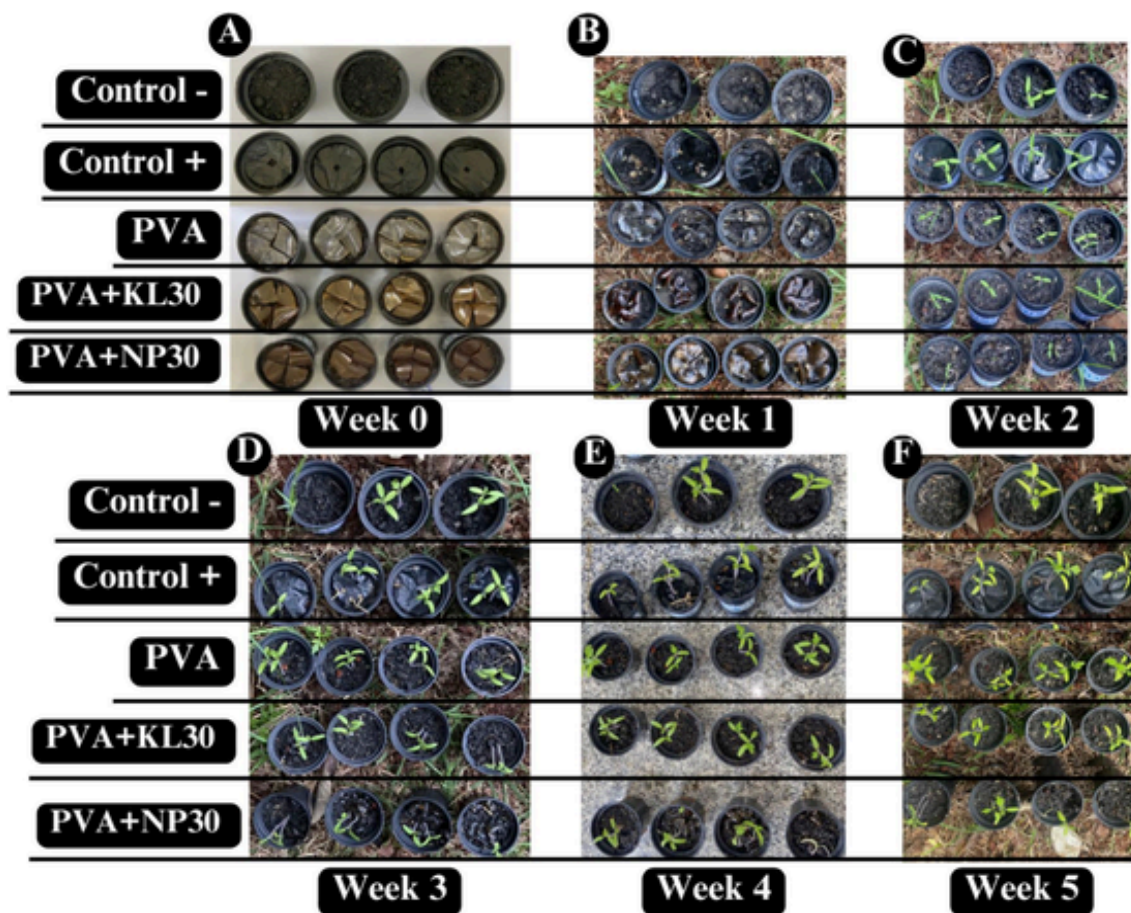 A
B
C
Control -
Control +
PVA
PVA+KL30
PVA+NP30
Week 0
Week 1
Week 2
D
E
F
Control -
Control +
PVA
PVA+KL30
PVA+NP30
Week 3
Week 4
Week 5